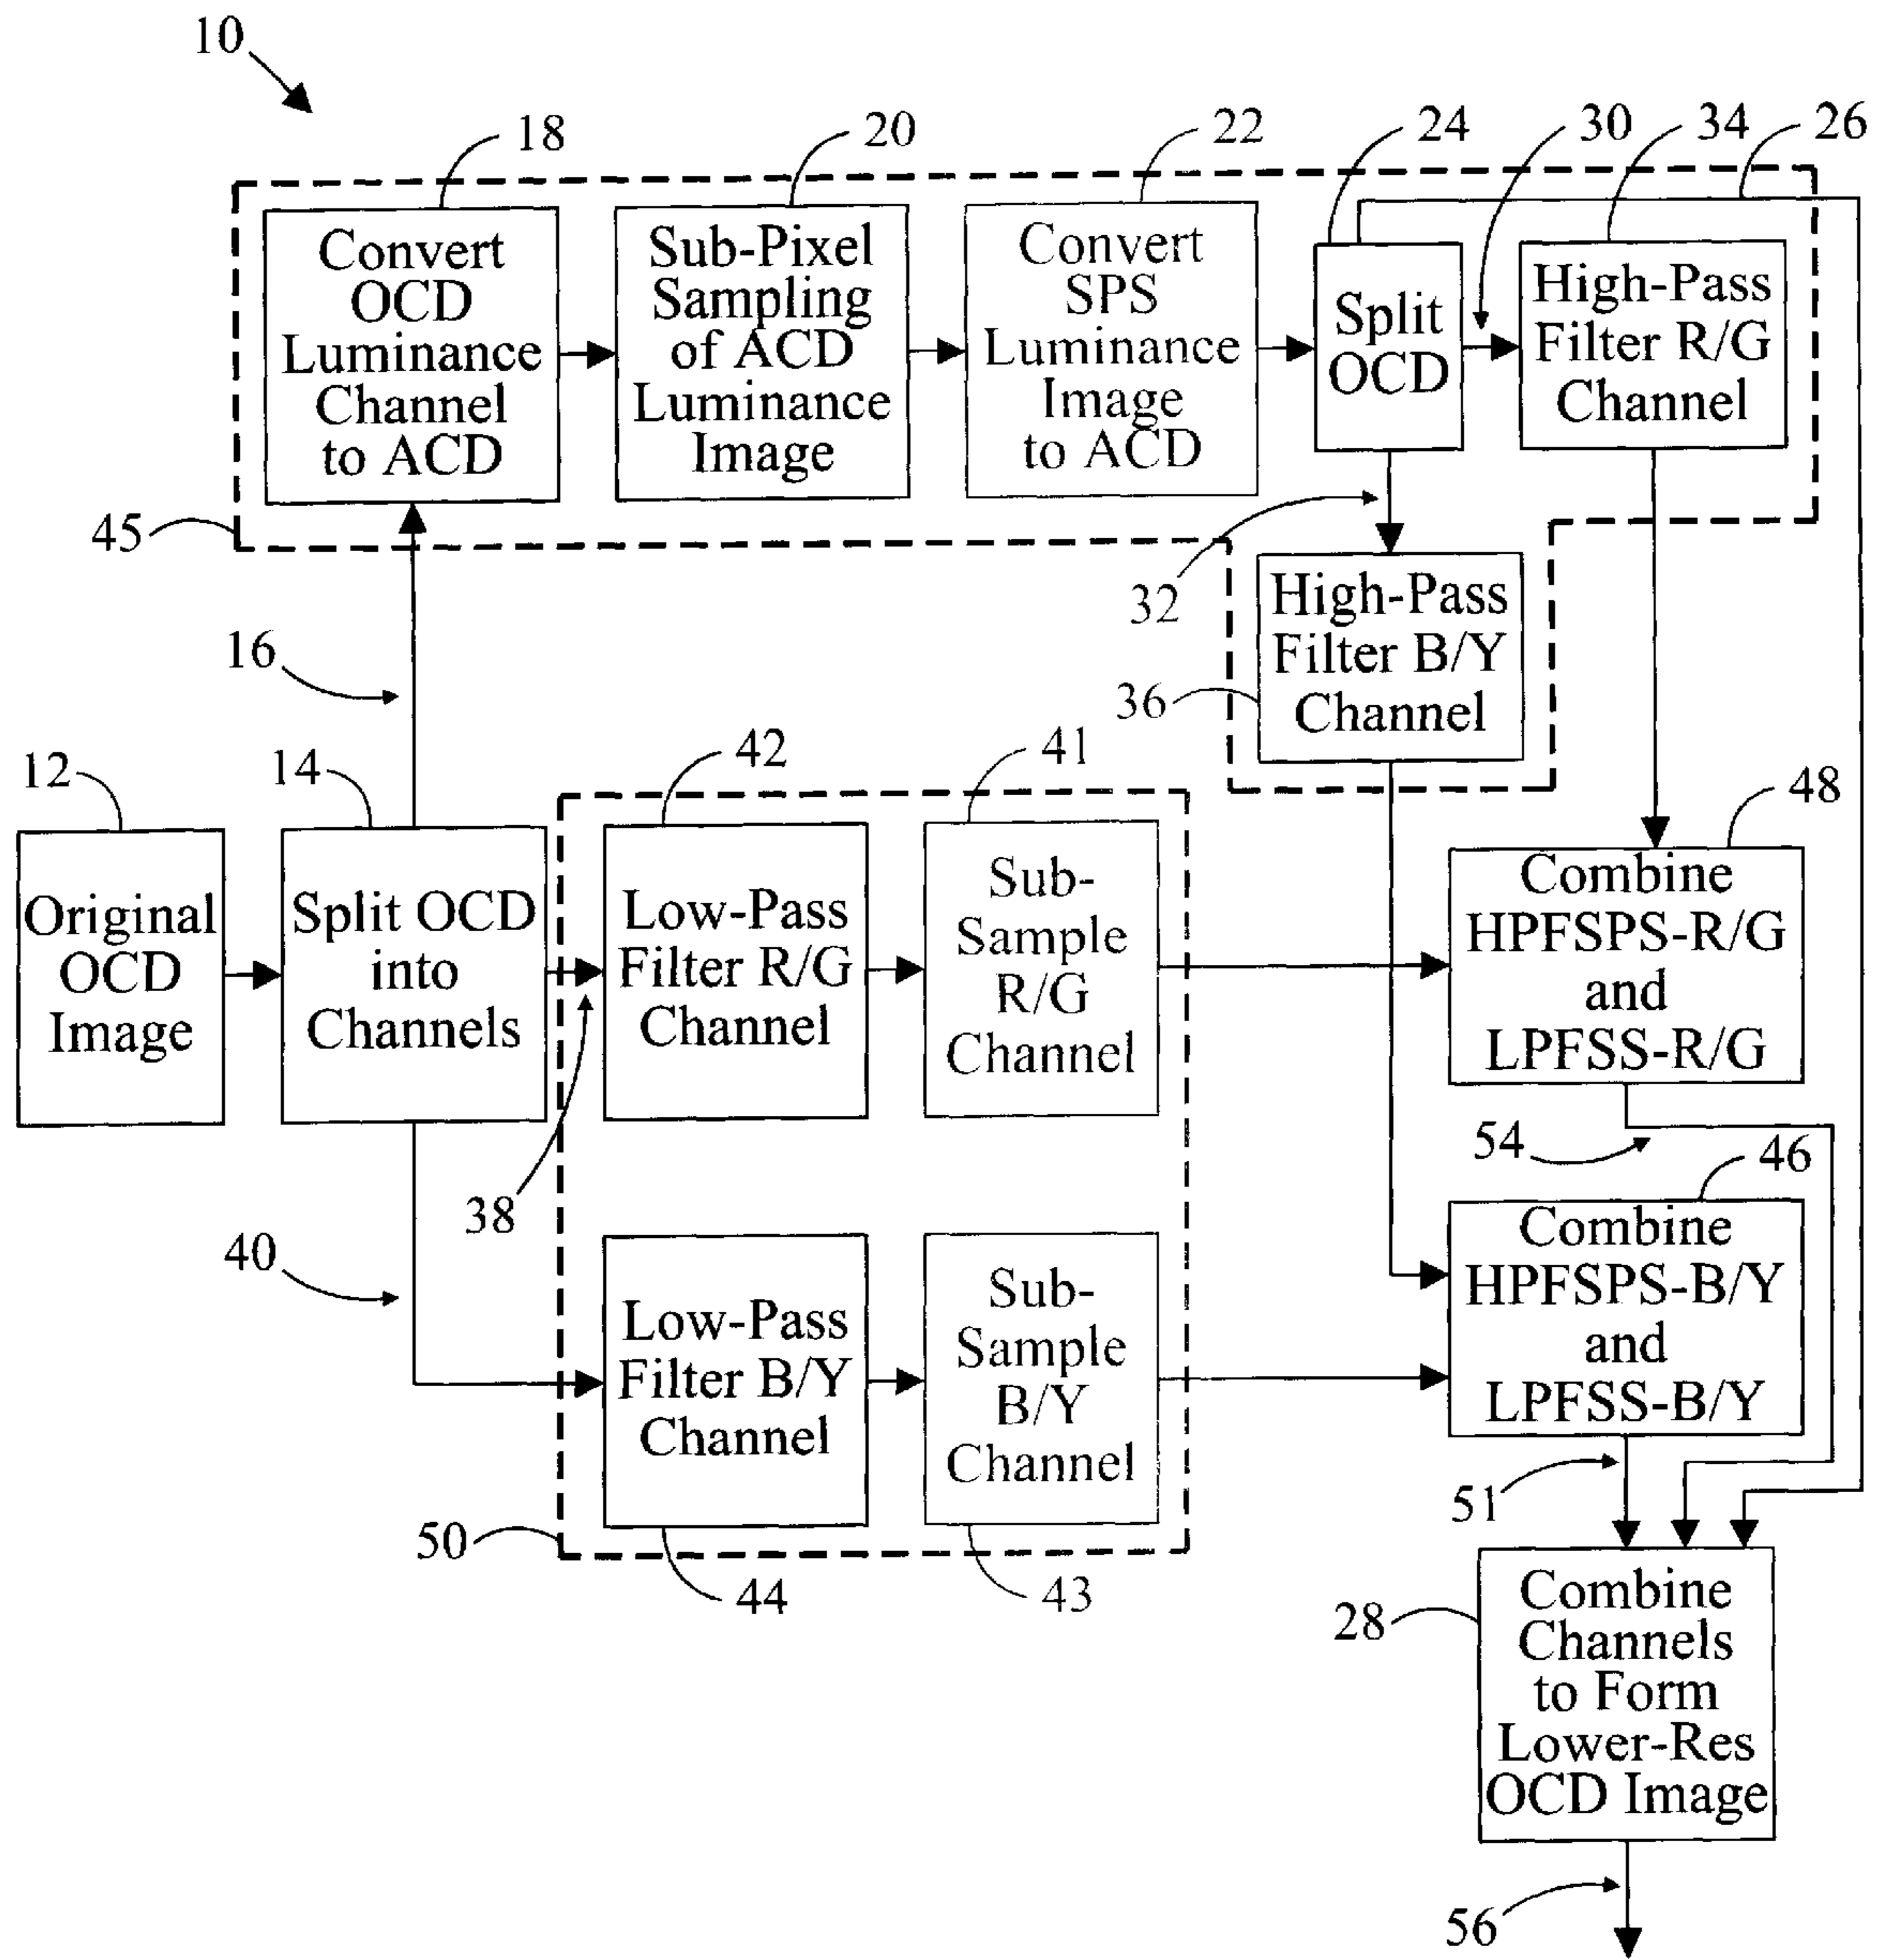 10
18
20
22
24
30
34
26
Convert
OCD
Luminance
Channel
to ACD
Sub-Pixel
Sampling
of ACD
Luminance
Image
Convert
SPS
Luminance
Image
to ACD
Split
OCD
High-Pass
Filter R/G
Channel
45
32
16
High-Pass
Filter B/Y
Channel
36
12
14
42
41
48
Original
OCD
Image
Split OCD
into
Channels
Low-Pass
Filter R/G
Channel
Sub-
Sample
R/G
Channel
Combine
HPFSPS-R/G
and
LPFSS-R/G
38
54
46
40
Low-Pass
Filter B/Y
Channel
Sub-
Sample
B/Y
Channel
Combine
HPFSPS-B/Y
and
LPFSS-B/Y
50
44
43
51
28
Combine
Channels
to Form
Lower-Res
OCD Image
56